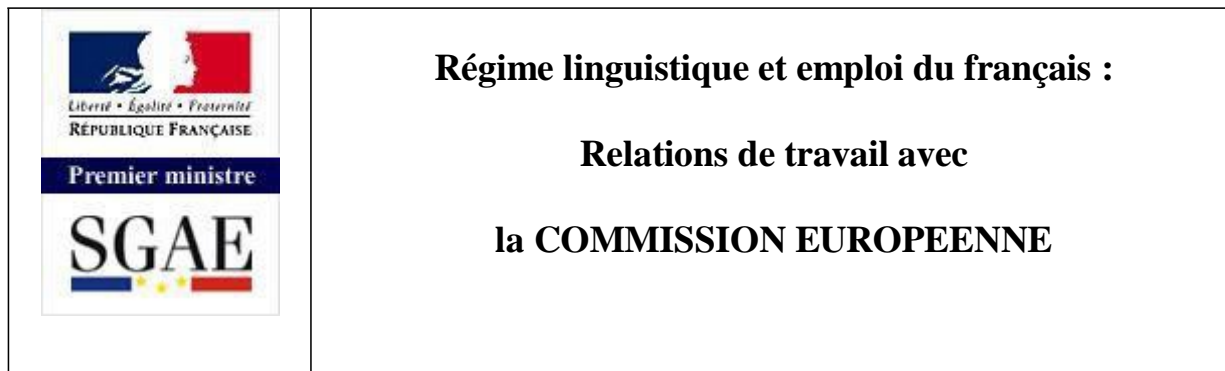 Liberté • Égalité • Fraternité
RÉPUBLIQUE FRANÇAISE
Premier ministre
SGAE
Régime linguistique et emploi du français :
Relations de travail avec
la COMMISSION EUROPEENNE